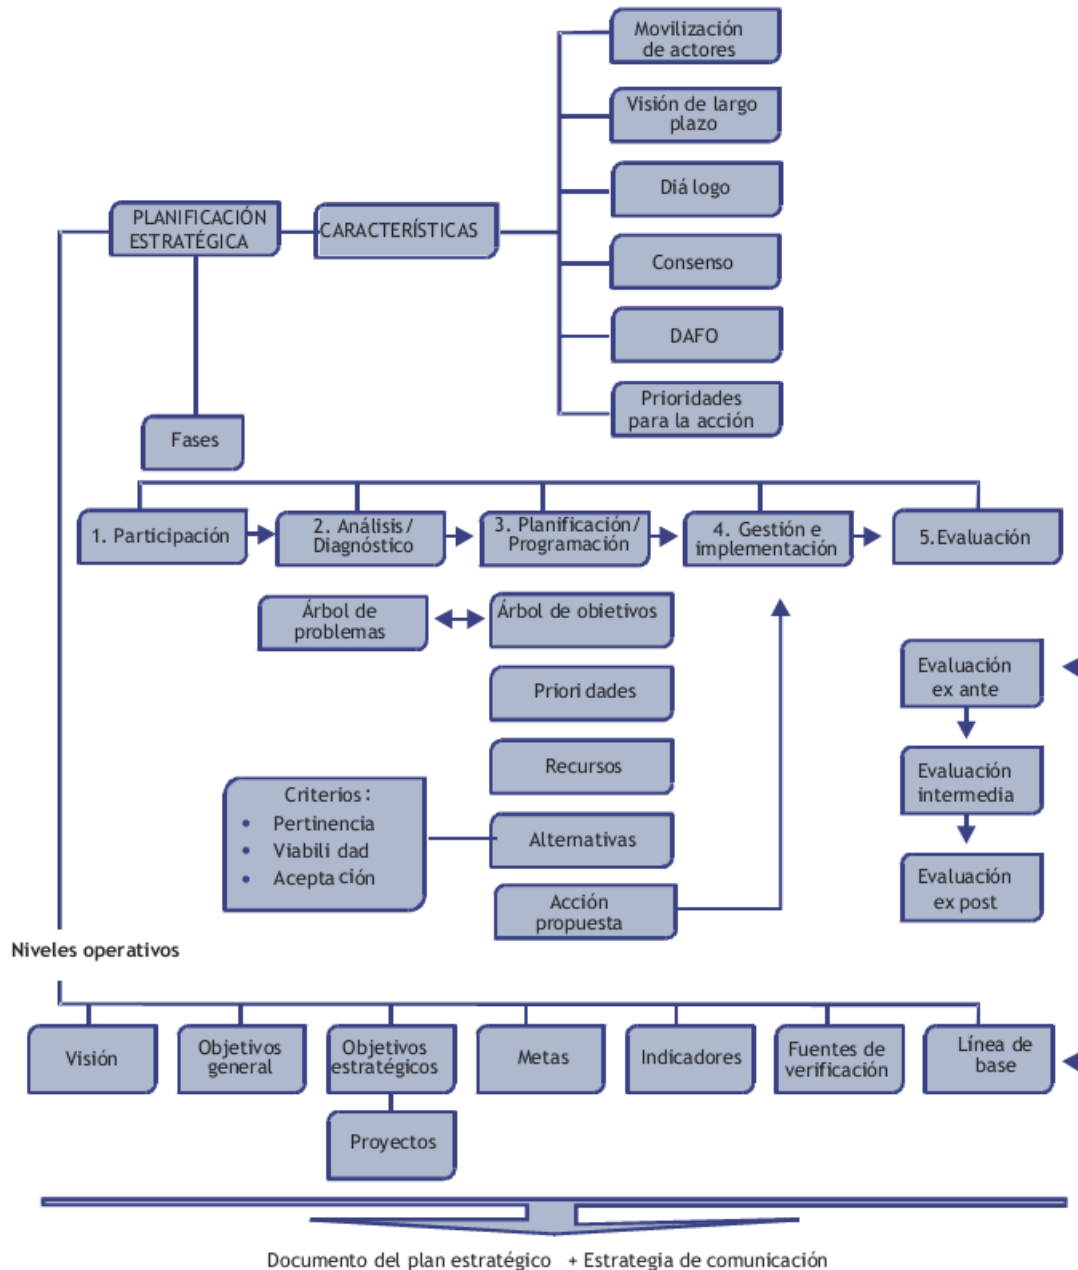 Movilización
de actores
Visión de largo
plazo
Diá logo
PLANIFICACIÓN
ESTRATÉGICA
CARACTERÍSTICAS
Consenso
DAFO
Prioridades
para la acción
Fases
1. Participación
2. Análisis/
Diagnóstico
3. Planificación/
Programación
4. Gestión e
implementación
5.Evaluación
Árbol de
problemas
Árbol de obietivos
Priori dades
Recursos
Alternativas
Acción
propuesta
Criterios:
• Pertinencia
• Viabili dad
• Aceptación
Evaluación
ex ante
Evaluación
intermedia
Evaluación
ex post
Niveles operativos
Visión
Objetivos
general
Objetivos
estratégicos
Metas
Indicadores
Fuentes de
verificación
Línea de
base
Proyectos
Documento del plan estratégico + Estrategia de comunicación